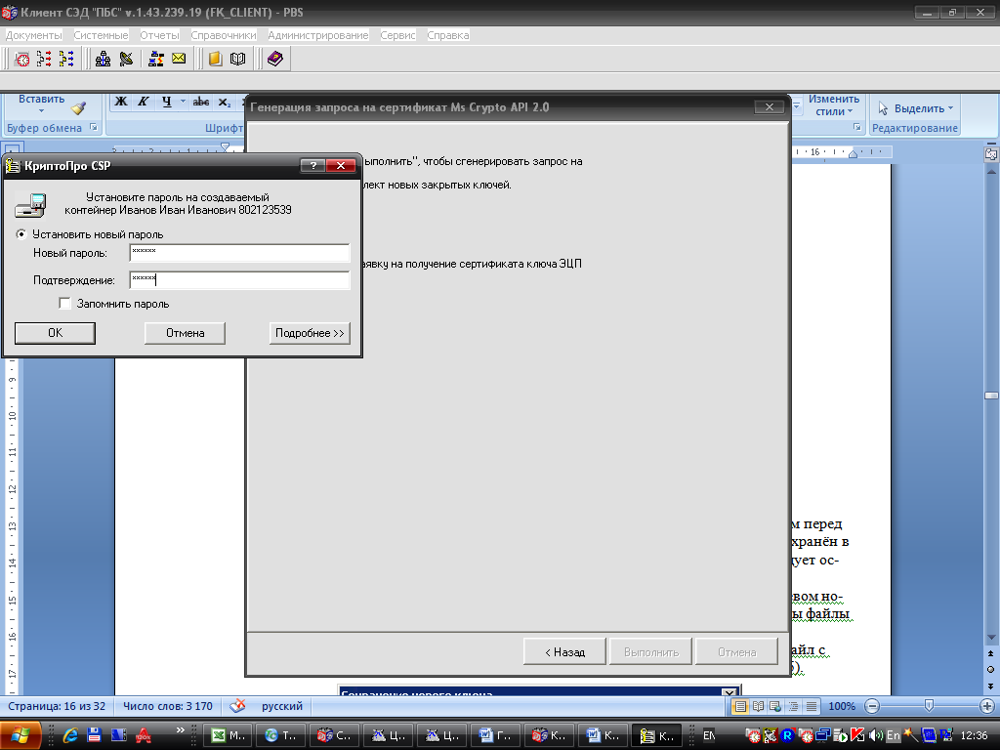 Клиент СЭД "ПБС" v.1.43.239.19 (FK_CLIENT) - PBS
Документы Системные Отчеты Справочники Администрирование Сервис Справка
Вставить
Ж К Ч abc x₂
Изменить стили
Выделить
Буфер обмена
Шрифт
Редактирование
Генерация запроса на сертификат Ms Crypto API 2.0
ыполнить", чтобы сгенерировать запрос на
лект новых закрытых ключей.
аявку на получение сертификата ключа ЭЦП
КриптоПро CSP
Установите пароль на создаваемый
контейнер Иванов Иван Иванович 802123539
Установить новый пароль
Новый пароль: ******
Подтверждение: ******
Запомнить пароль
OK Отмена Подробнее >>
м перед
хранён в
дует ос-
евом но-
ы файлы
айл с
< Назад Выполнить Отмена
Сохранение нового ключа
Страница: 16 из 32 Число слов: 3 170 русский 100%
М.. Т.. С.. Ц.. Ц.. Г.. К.. К.. К.. EN En 12:36